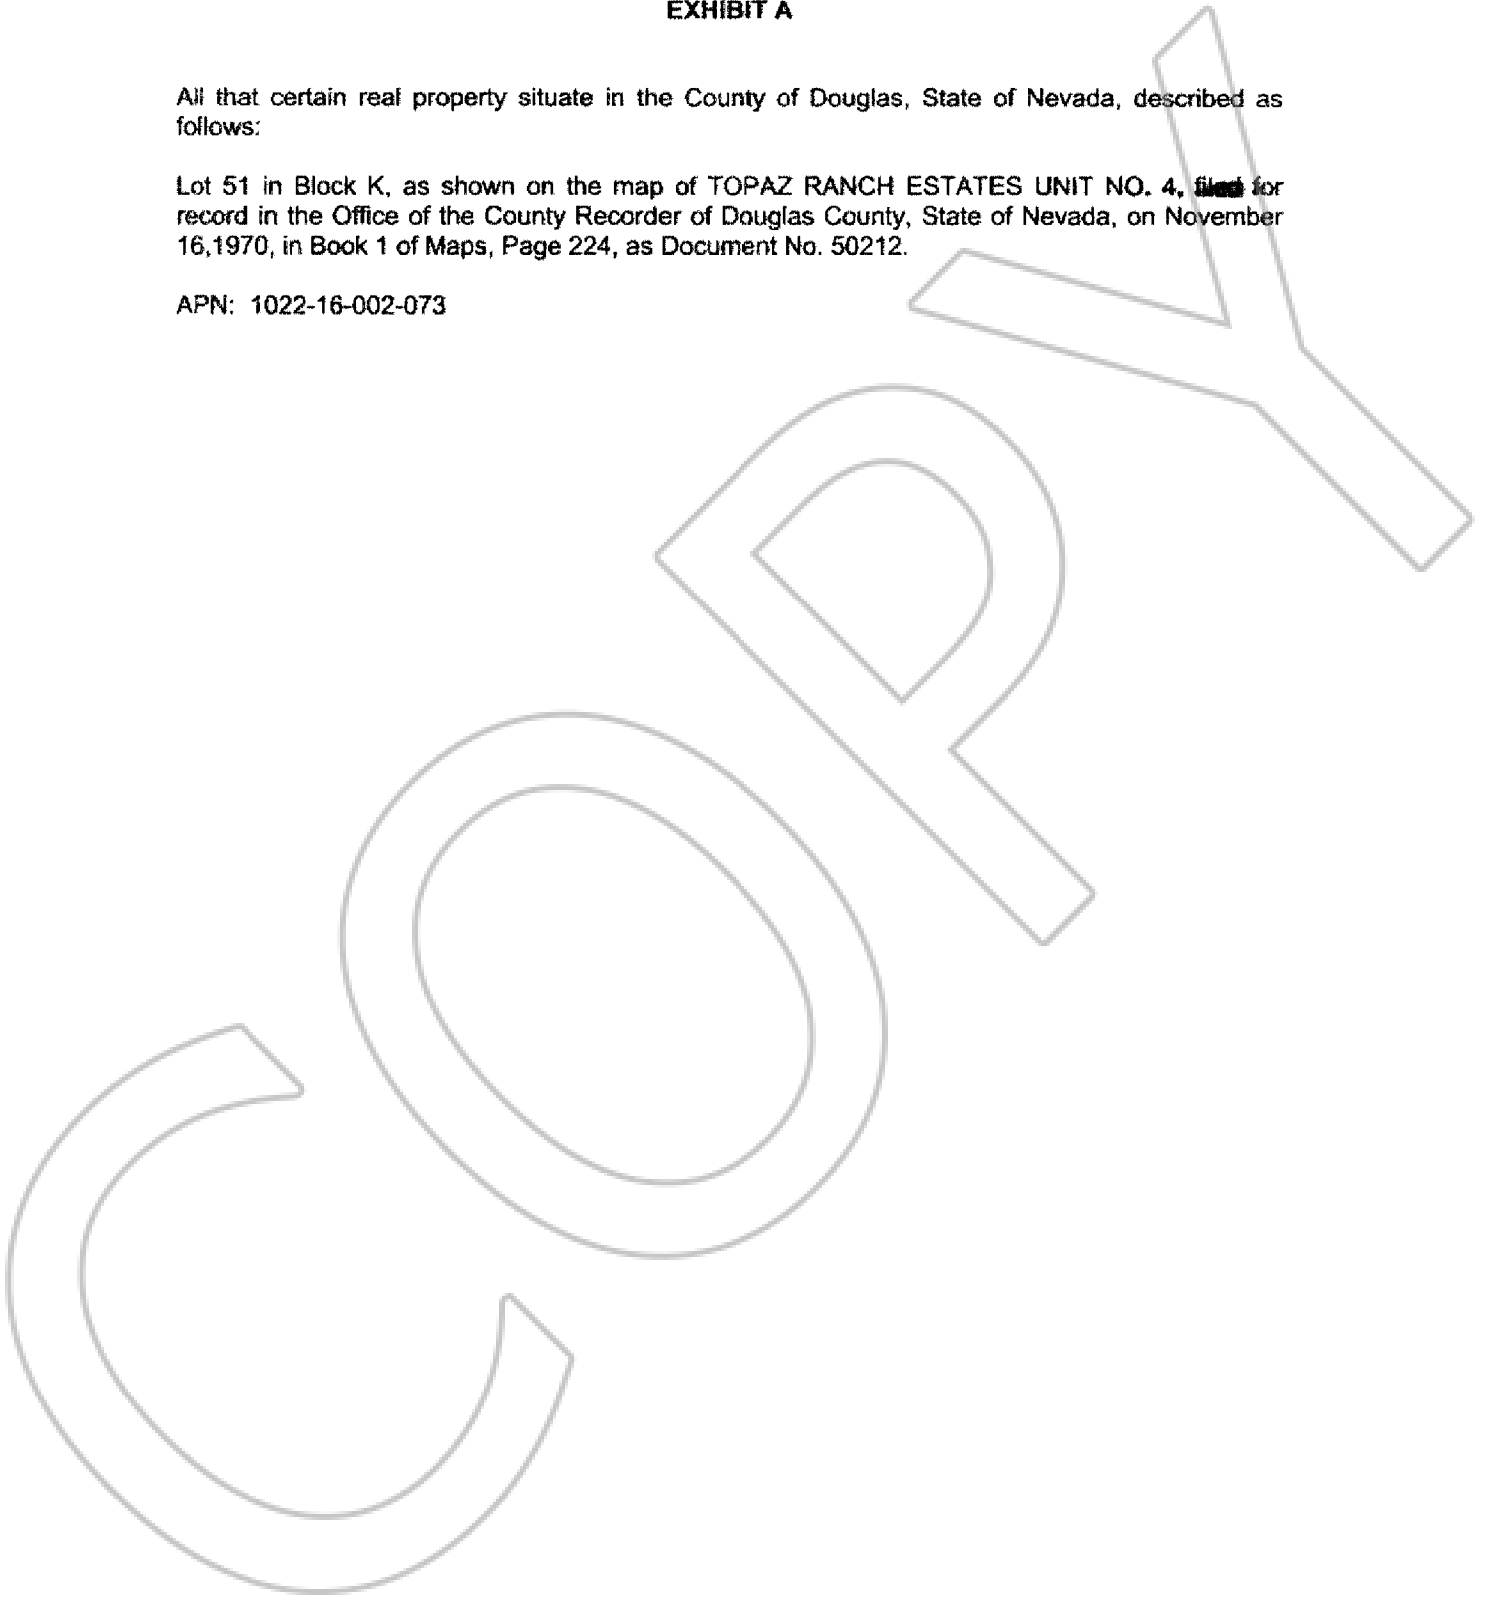 EXHIBIT A
All that certain real property situate in the County of Douglas, State of Nevada, described as
follows:
Lot 51 in Block K, as shown on the map of TOPAZ RANCH ESTATES UNIT NO. 4, filed for
record in the Office of the County Recorder of Douglas County, State of Nevada, on November
16,1970, in Book 1 of Maps, Page 224, as Document No. 50212.
APN: 1022-16-002-073
COPY